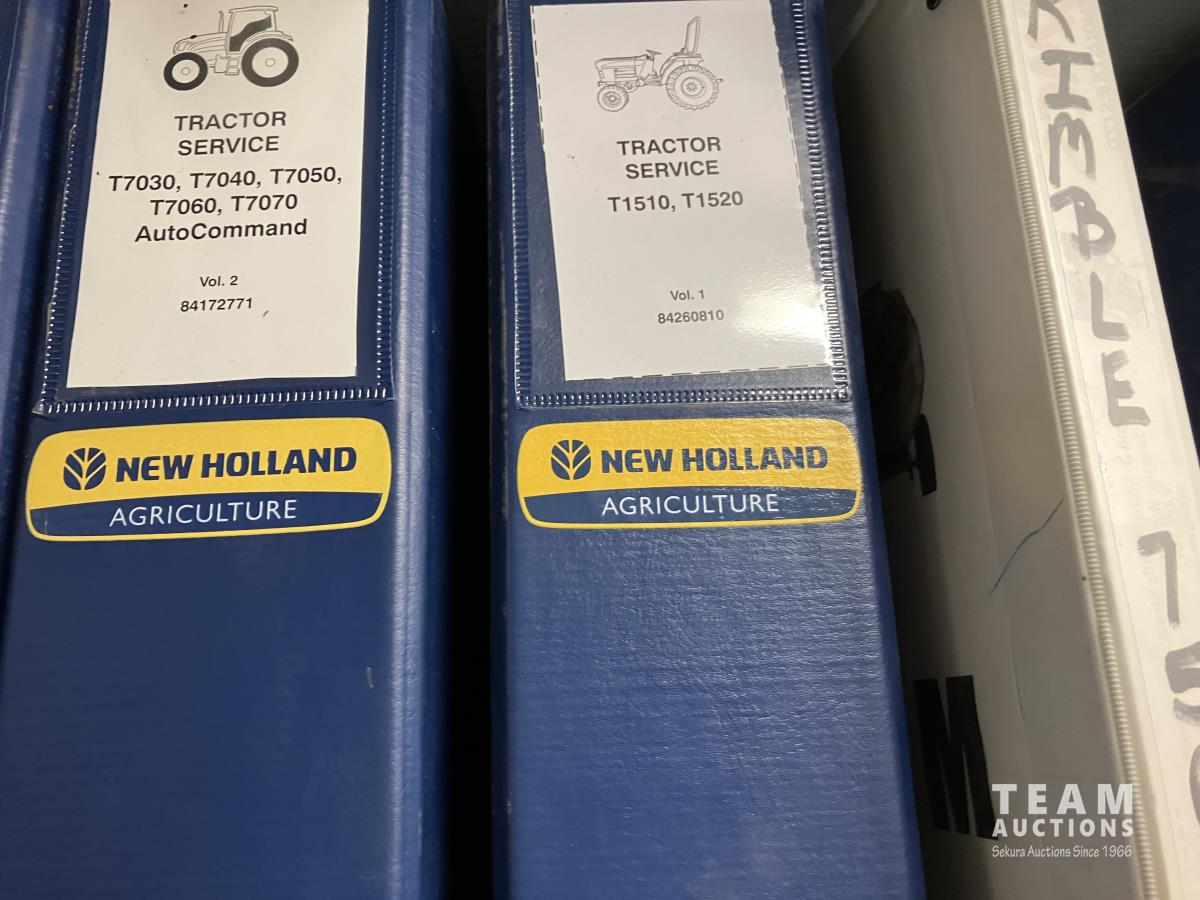 TRACTOR
SERVICE
T7030, T7040, T7050,
T7060, T7070
AutoCommand
Vol. 2
84172771
NEW HOLLAND
AGRICULTURE
TRACTOR
SERVICE
T1510, T1520
Vol. 1
84260810
NEW HOLLAND
AGRICULTURE
KIMBLE
M
TEAM
AUCTIONS
Sekura Auctions Since 1966